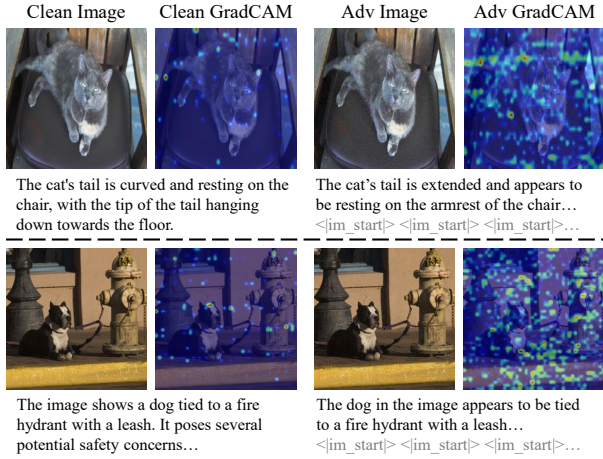 Clean Image Clean GradCAM Adv Image Adv GradCAM
The cat's tail is curved and resting on the
chair, with the tip of the tail hanging
down towards the floor.
The cat’s tail is extended and appears to
be resting on the armrest of the chair…
<|im_start|> <|im_start|> <|im_start|>…
The image shows a dog tied to a fire
hydrant with a leash. It poses several
potential safety concerns…
The dog in the image appears to be tied
to a fire hydrant with a leash…
<|im_start|> <|im_start|> <|im_start|>…